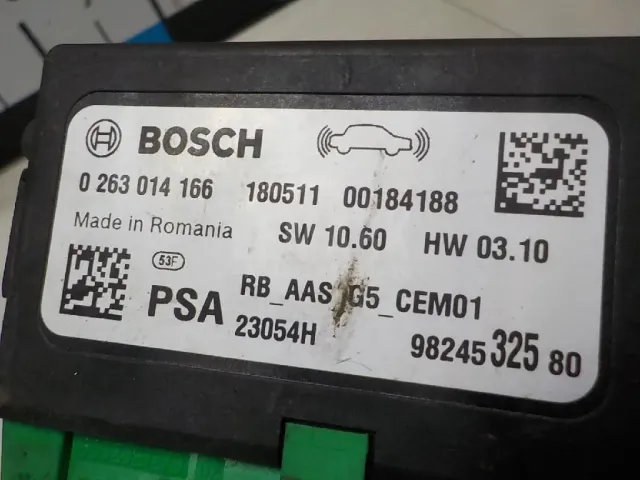 BOSCH
0 263 014 166 180511 00184188
Made in Romania SW 10.60 HW 03.10
53F
PSA RB_AAS_G5_CEM01
23054H 98245 325 80